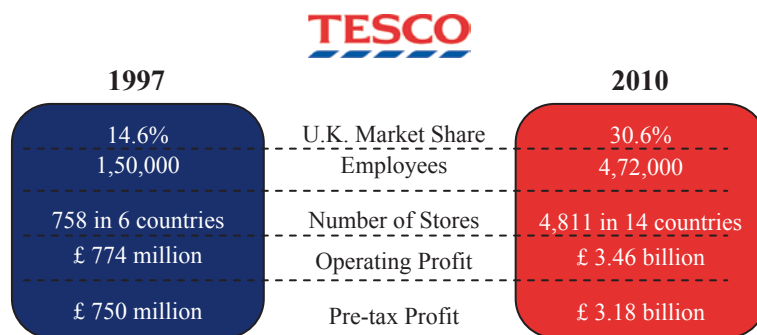 TESCO
1997 2010
14.6% U.K. Market Share 30.6%
1,50,000 Employees 4,72,000
758 in 6 countries Number of Stores 4,811 in 14 countries
£ 774 million Operating Profit £ 3.46 billion
£ 750 million Pre-tax Profit £ 3.18 billion